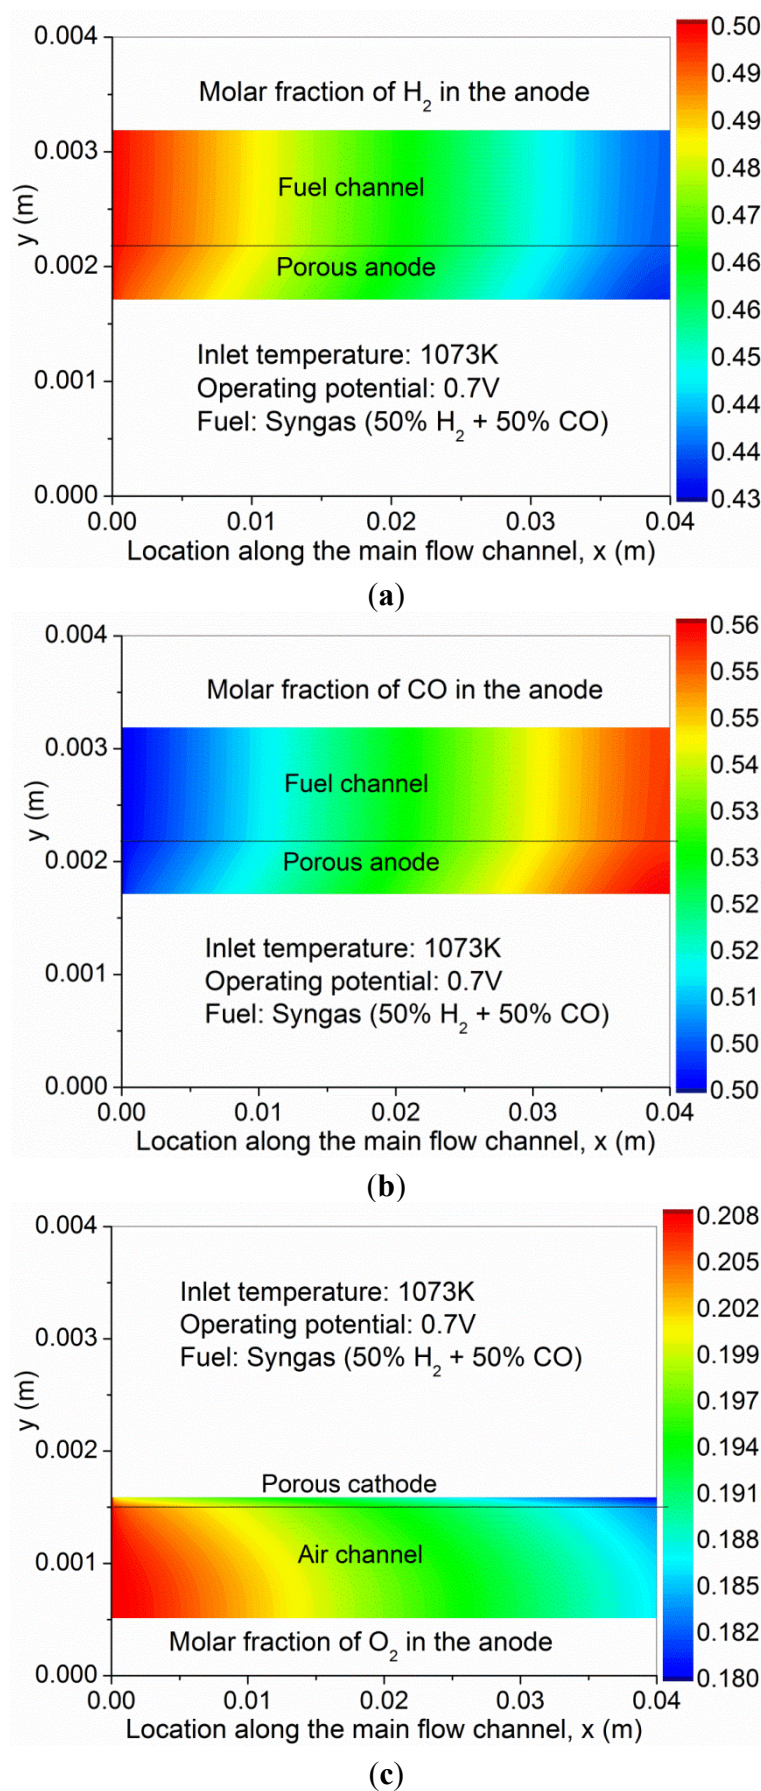 0.004
0.003
0.002
0.001
0.000
y (m)
Molar fraction of H2 in the anode
Fuel channel
Porous anode
Inlet temperature: 1073K
Operating potential: 0.7V
Fuel: Syngas (50% H2 + 50% CO)
0.00 0.01 0.02 0.03 0.04
Location along the main flow channel, x (m)
0.50
0.49
0.49
0.48
0.47
0.46
0.46
0.45
0.44
0.44
0.43
(a)
0.004
0.003
0.002
0.001
0.000
y (m)
Molar fraction of CO in the anode
Fuel channel
Porous anode
Inlet temperature: 1073K
Operating potential: 0.7V
Fuel: Syngas (50% H2 + 50% CO)
0.00 0.01 0.02 0.03 0.04
Location along the main flow channel, x (m)
0.56
0.55
0.55
0.54
0.53
0.53
0.52
0.52
0.51
0.50
0.50
(b)
0.004
0.003
0.002
0.001
0.000
y (m)
Inlet temperature: 1073K
Operating potential: 0.7V
Fuel: Syngas (50% H2 + 50% CO)
Porous cathode
Air channel
Molar fraction of O2 in the anode
0.00 0.01 0.02 0.03 0.04
Location along the main flow channel, x (m)
0.208
0.205
0.202
0.199
0.197
0.194
0.191
0.188
0.185
0.182
0.180
(c)